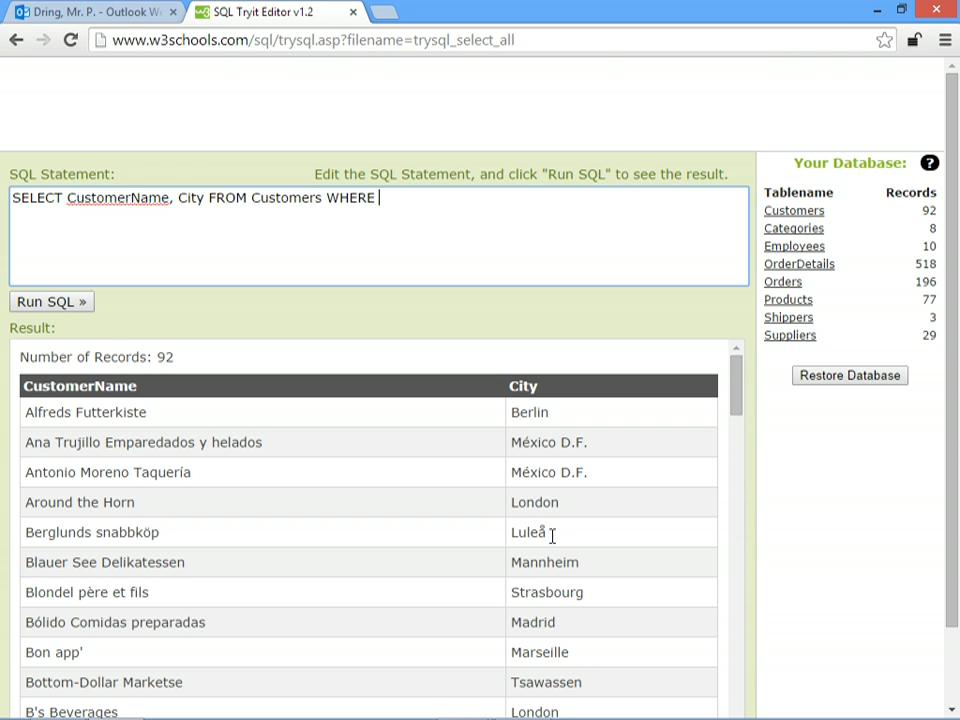 Dring, Mr. P. - Outlook W
SQL Tryit Editor v1.2
www.w3schools.com/sql/trysql.asp?filename=trysql_select_all
SQL Statement:
Edit the SQL Statement, and click "Run SQL" to see the result.
SELECT CustomerName, City FROM Customers WHERE
Run SQL »
Result:
Number of Records: 92
CustomerName City
Alfreds Futterkiste Berlin
Ana Trujillo Emparedados y helados México D.F.
Antonio Moreno Taquería México D.F.
Around the Horn London
Berglunds snabbköp Luleå
Blauer See Delikatessen Mannheim
Blondel père et fils Strasbourg
Bólido Comidas preparadas Madrid
Bon app' Marseille
Bottom-Dollar Marketse Tsawassen
B's Beverages London
Your Database: ?
Tablename Records
Customers 92
Categories 8
Employees 10
OrderDetails 518
Orders 196
Products 77
Shippers 3
Suppliers 29
Restore Database